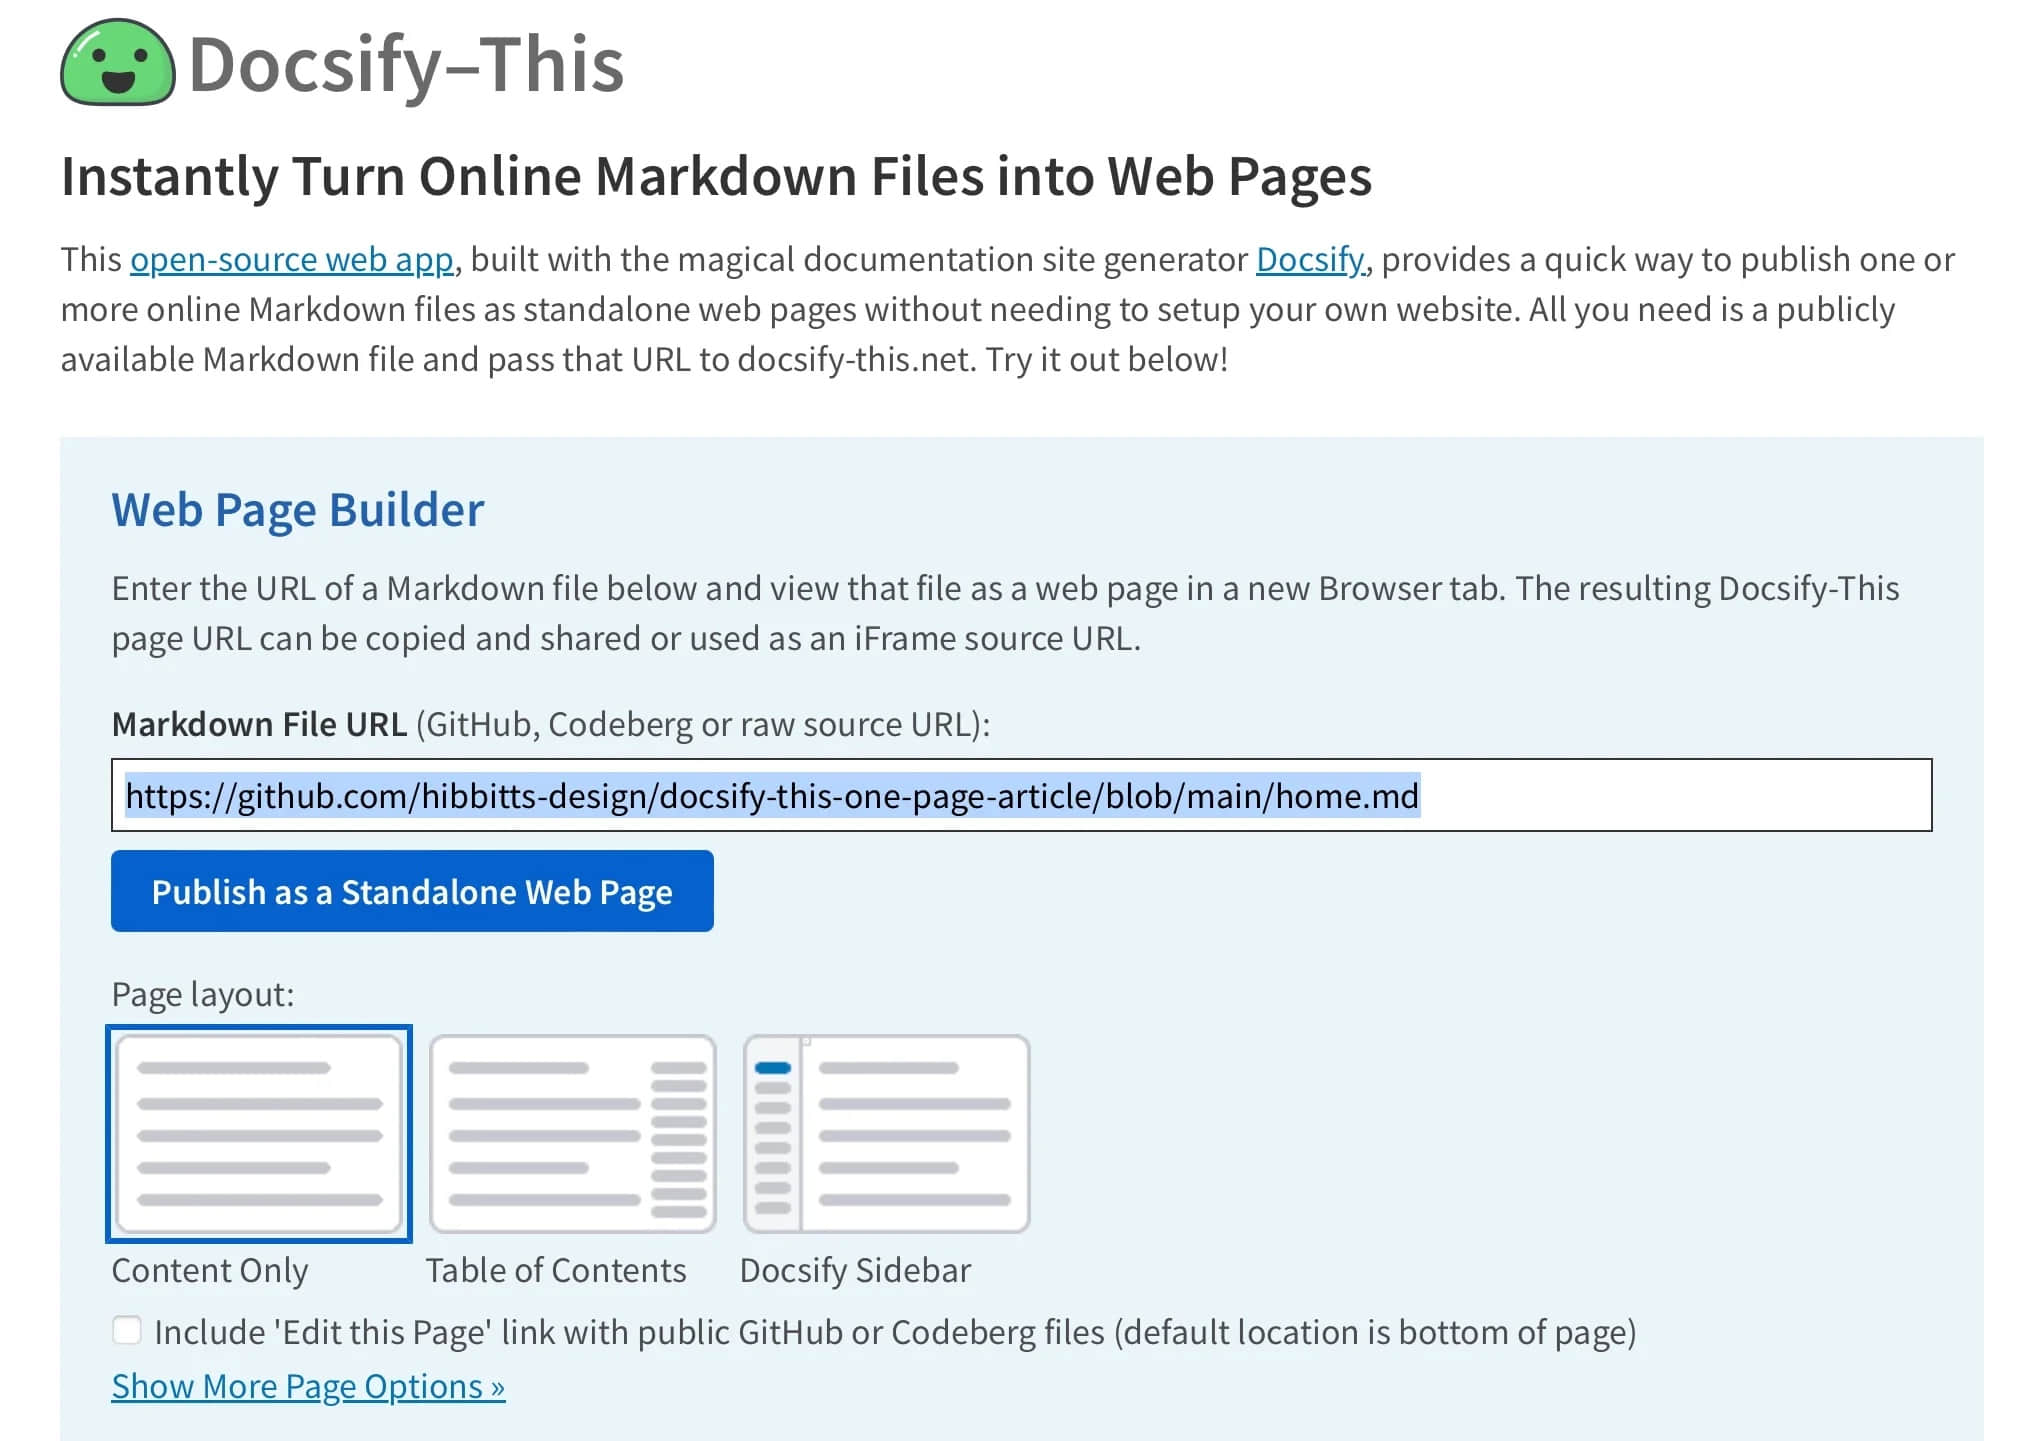 Docsify–This
Instantly Turn Online Markdown Files into Web Pages
This open-source web app, built with the magical documentation site generator Docsify, provides a quick way to publish one or
more online Markdown files as standalone web pages without needing to setup your own website. All you need is a publicly
available Markdown file and pass that URL to docsify-this.net. Try it out below!
Web Page Builder
Enter the URL of a Markdown file below and view that file as a web page in a new Browser tab. The resulting Docsify-This
page URL can be copied and shared or used as an iFrame source URL.
Markdown File URL (GitHub, Codeberg or raw source URL):
https://github.com/hibbitts-design/docsify-this-one-page-article/blob/main/home.md
Publish as a Standalone Web Page
Page layout:
Content Only
Table of Contents
Docsify Sidebar
Include 'Edit this Page' link with public GitHub or Codeberg files (default location is bottom of page)
Show More Page Options »